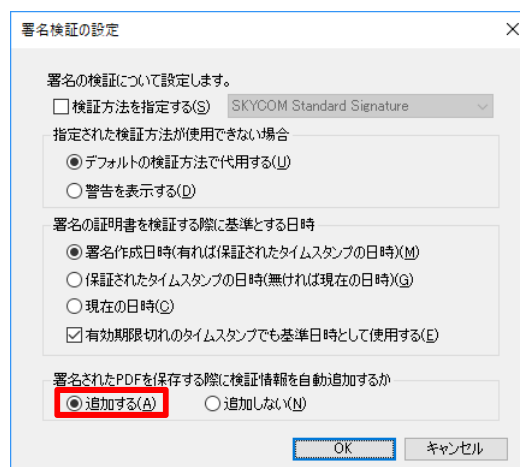 署名検証の設定
署名の検証について設定します。
検証方法を指定する(S) SKYCOM Standard Signature
指定された検証方法が使用できない場合
デフォルトの検証方法で代用する(U)
警告を表示する(D)
署名の証明書を検証する際に基準とする日時
署名作成日時(有れば保証されたタイムスタンプの日時)(M)
保証されたタイムスタンプの日時(無ければ現在の日時)(G)
現在の日時(C)
有効期限切れのタイムスタンプでも基準日時として使用する(E)
署名されたPDFを保存する際に検証情報を自動追加するか
追加する(A) 追加しない(N)
OK キャンセル